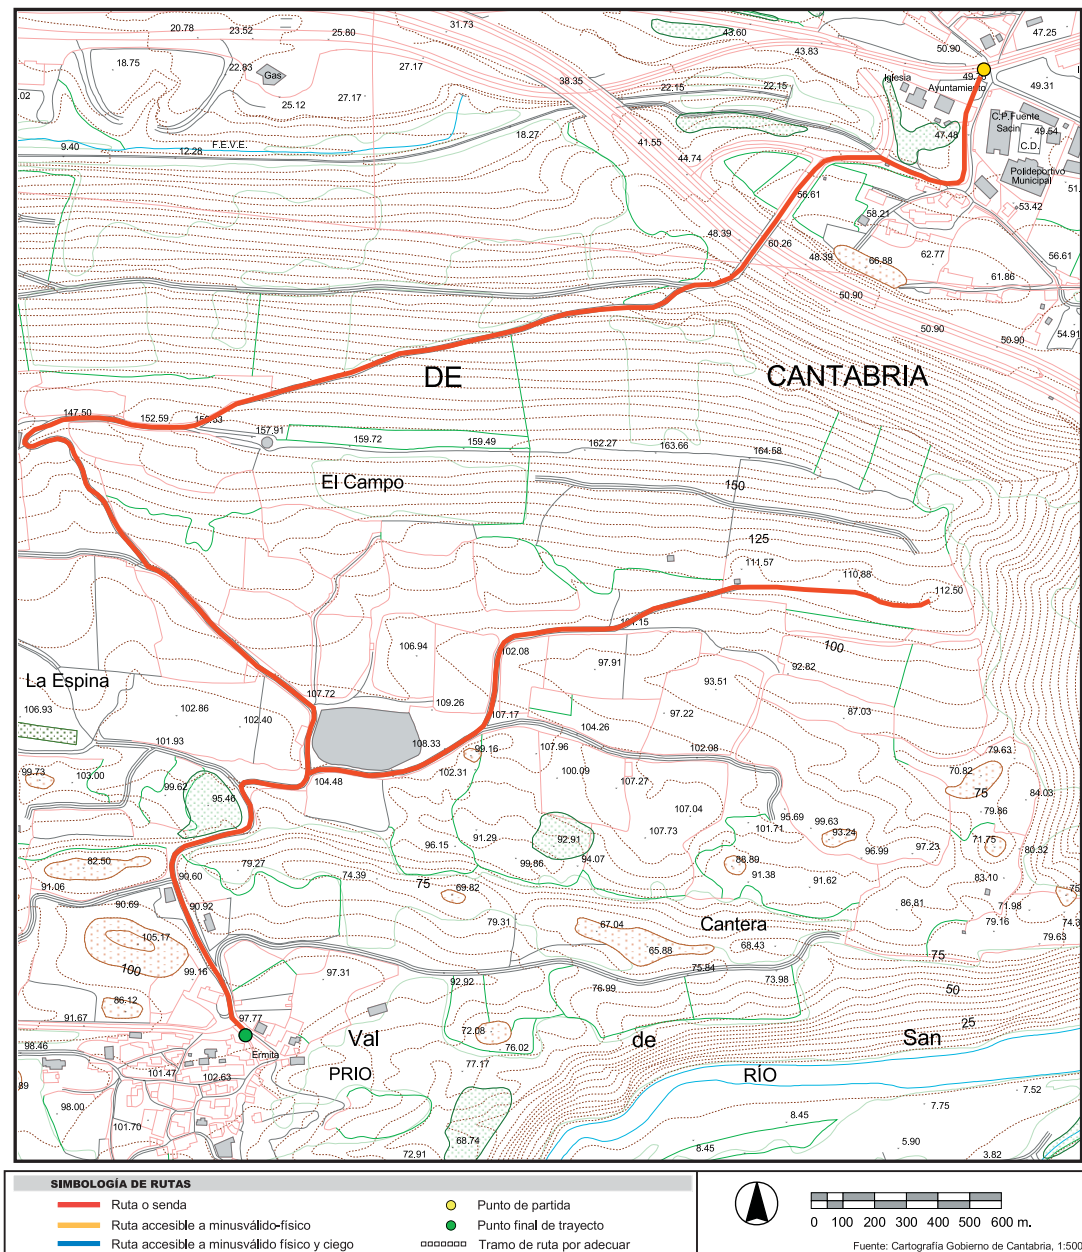 20.78 23.52 25.80 31.73 43.60 47.25
50.90
43.83
18.75 22.83 Gas 27.17 38.35 22.15 22.15 Iglesia
Ayuntamiento 49.31
.02 25.12 27.17
C.P.Fuente
Sacin 49.54
C.D.
47.48
9.40 12.28 F.E.V.E. 18.27 41.55
44.74
Polideportivo
Municipal
51.
56.61 53.42
58.21
48.39 60.26 48.39 66.88 62.77 56.61
61.86
50.90
50.90 50.90 54.91
DE CANTABRIA
147.50 152.59
157.91 159.72 159.49 162.27 163.66 164.58
El Campo 150
125
111.57 110.88 112.50
101.15
106.94 102.08 97.91 100
92.82
La Espina 107.72 93.51
106.93 102.86 102.40 109.26 107.17 97.22 87.03
104.26
101.93 108.33 99.16 107.96 102.08 79.63
99.73 103.00 99.62 104.48 102.31 100.09 107.27 70.82
75 84.03
95.46 107.04 95.69 99.63 79.86
91.29 92.91 107.73 101.71 93.24 71.75
96.15 97.23 80.32
82.50 79.27 99.86 94.07 88.89 96.99
91.06 90.60 74.39 75 69.82 91.38 91.62 83.10 75
90.69 90.92 79.31 67.04 Cantera 86.81 71.98
79.16 74.3
105.17 65.88 68.43 79.63
100 99.16 97.31 92.92 76.99 75.84 73.98 75
86.12 50
91.67 97.77 72.08 25
98.46 Ermita Val 76.02 de San
101.47 102.63 PRIO 77.17 RÍO
89 98.00 7.52
101.70 8.45 7.75
68.74 5.90
72.91 8.45 3.82
SIMBOLOGÍA DE RUTAS
Ruta o senda Punto de partida
Ruta accesible a minusválido-físico Punto final de trayecto
Ruta accesible a minusválido físico y ciego Tramo de ruta por adecuar
0 100 200 300 400 500 600 m.
Fuente: Cartografía Gobierno de Cantabria, 1:500